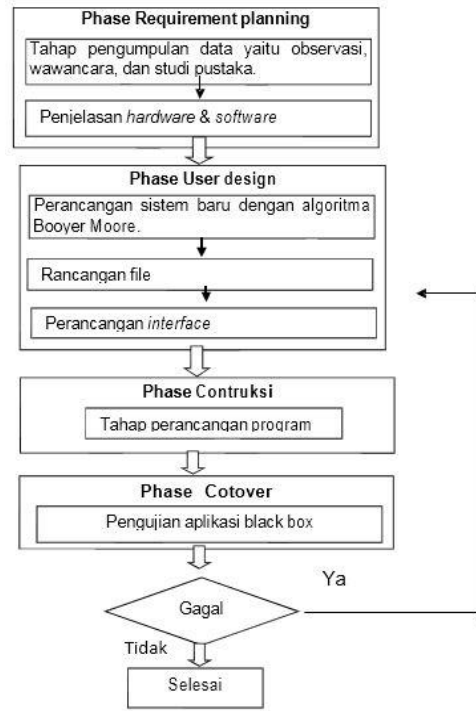 Phase Requirement planning
Tahap pengumpulan data yaitu observasi,
wawancara, dan studi pustaka.
Penjelasan hardware & software
Phase User design
Perancangan sistem baru dengan algoritma
Booyer Moore.
Rancangan file
Perancangan interface
Phase Contruksi
Tahap perancangan program
Phase Cotover
Pengujian aplikasi black box
Ya
Gagal
Tidak
Selesai